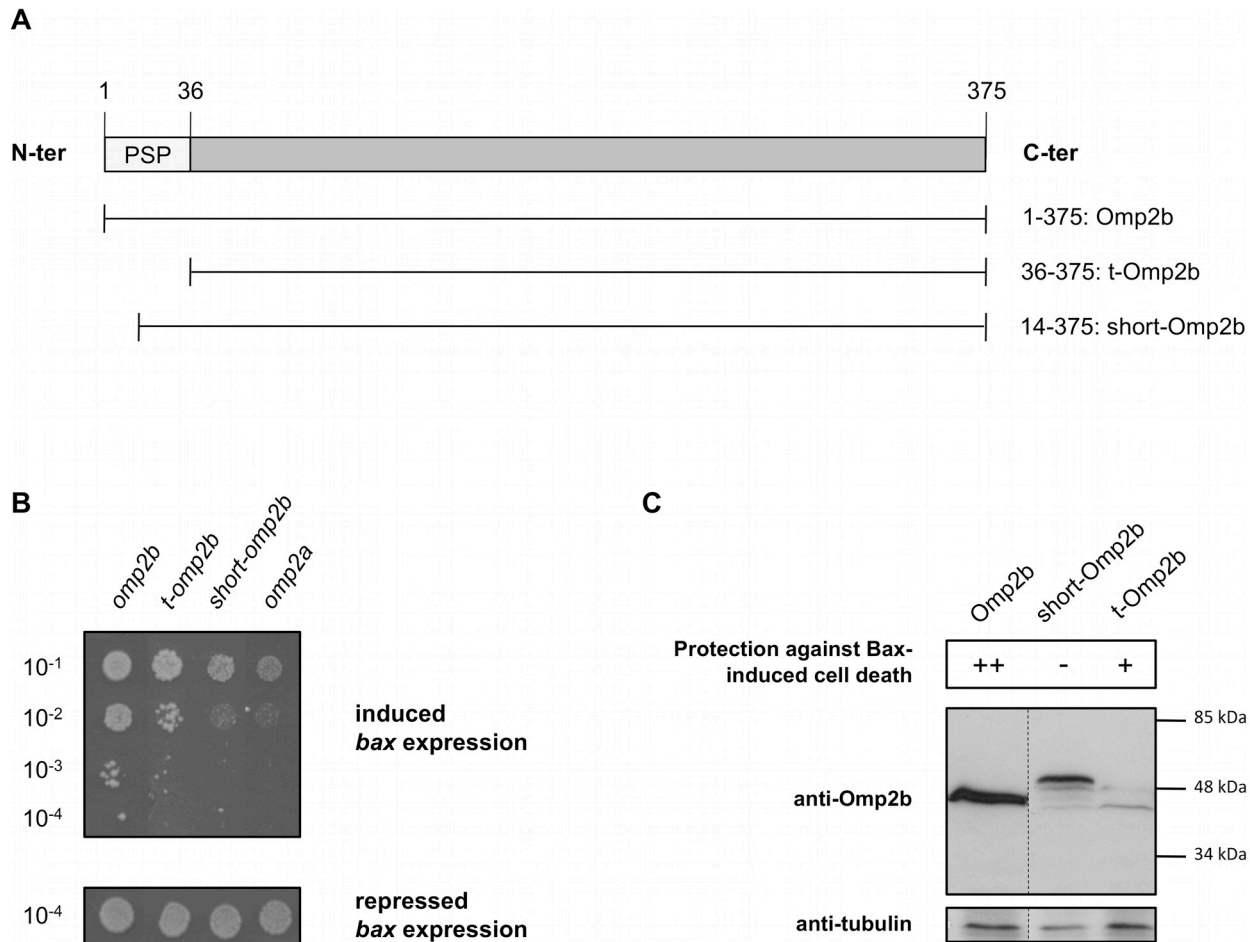 A
1 36 375
N-ter PSP C-ter
1-375: Omp2b
36-375: t-Omp2b
14-375: short-Omp2b
B
omp2b t-omp2b short-omp2b omp2a
10-1
10-2
10-3
10-4
induced
bax expression
10-4
repressed
bax expression
C
Omp2b short-Omp2b t-Omp2b
Protection against Bax-
induced cell death
++ - +
85 kDa
48 kDa
anti-Omp2b
34 kDa
anti-tubulin